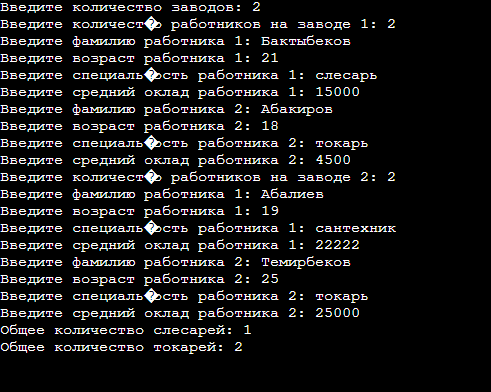 Введите количество заводов: 2
Введите количест�о работников на заводе 1: 2
Введите фамилию работника 1: Бактыбеков
Введите возраст работника 1: 21
Введите специаль�ость работника 1: слесарь
Введите средний оклад работника 1: 15000
Введите фамилию работника 2: Абакиров
Введите возраст работника 2: 18
Введите специаль�ость работника 2: токарь
Введите средний оклад работника 2: 4500
Введите количест�о работников на заводе 2: 2
Введите фамилию работника 1: Абалиев
Введите возраст работника 1: 19
Введите специаль�ость работника 1: сантехник
Введите средний оклад работника 1: 22222
Введите фамилию работника 2: Темирбеков
Введите возраст работника 2: 25
Введите специаль�ость работника 2: токарь
Введите средний оклад работника 2: 25000
Общее количество слесарей: 1
Общее количество токарей: 2